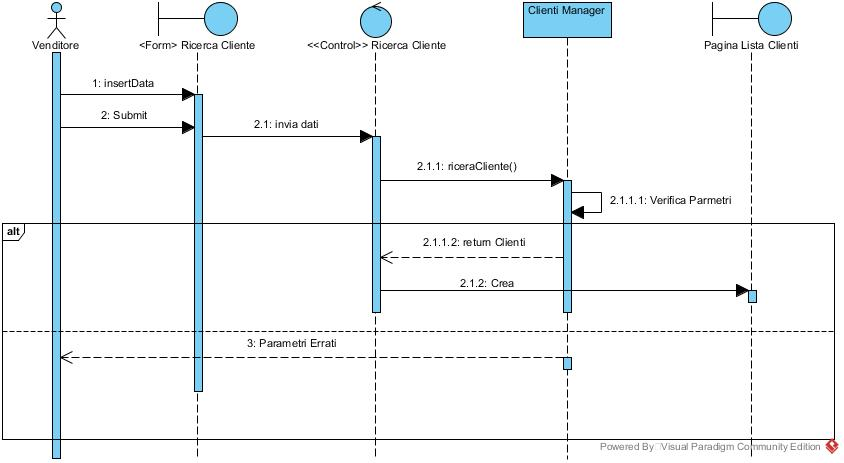 Venditore
<Form> Ricerca Cliente
<<Control>> Ricerca Cliente
Clienti Manager
Pagina Lista Clienti
1: insertData
2: Submit
2.1: invia dati
2.1.1: riceraCliente()
2.1.1.1: Verifica Parmetri
alt
2.1.1.2: return Clienti
2.1.2: Crea
3: Parametri Errati
Powered By Visual Paradigm Community Edition